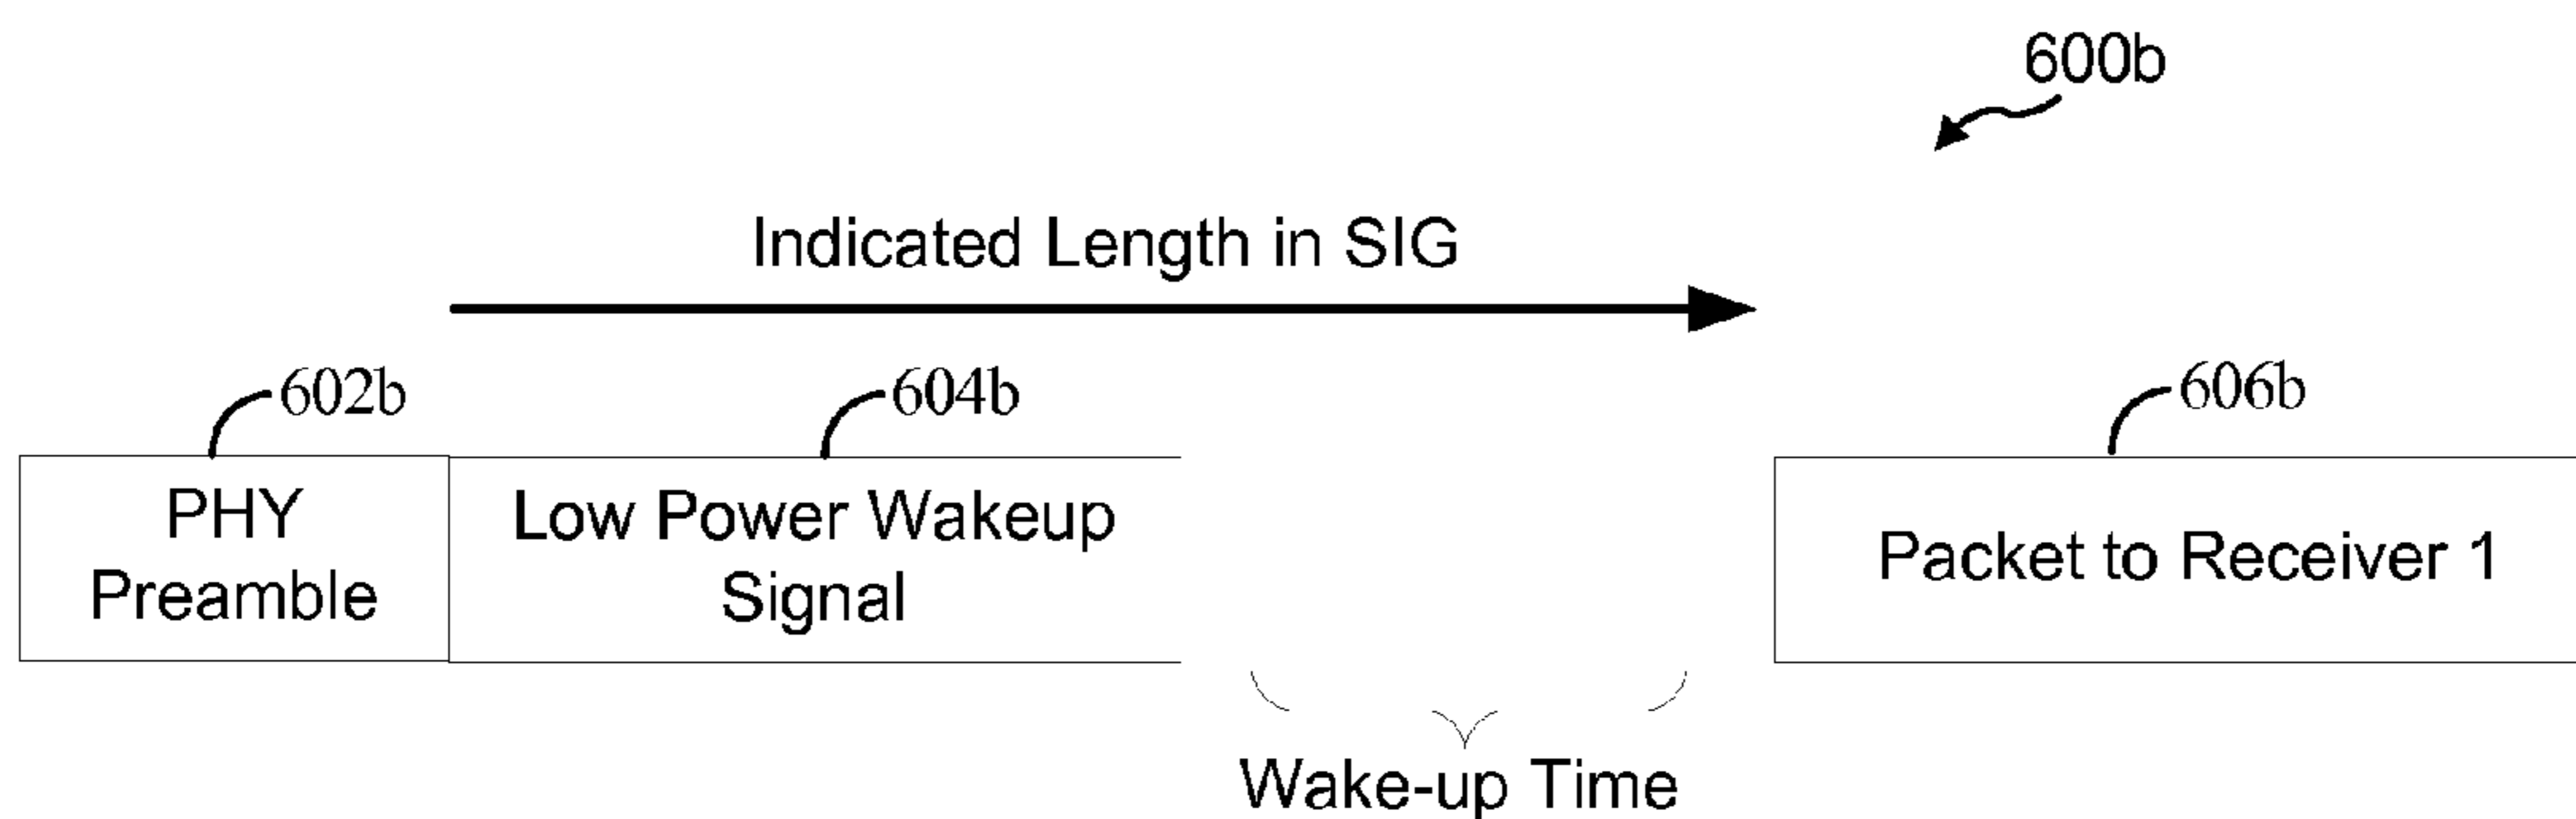 600b
Indicated Length in SIG
602b
604b
606b
PHY
Preamble
Low Power Wakeup
Signal
Packet to Receiver 1
Wake-up Time